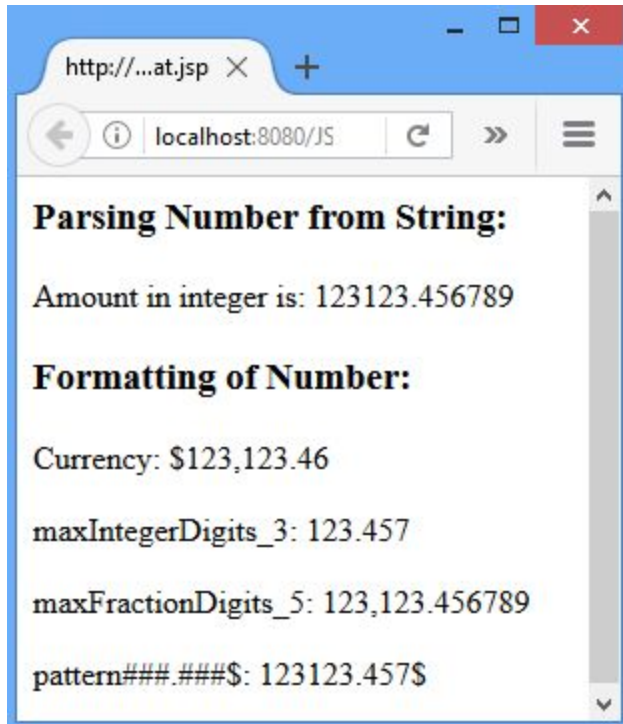 http://...at.jsp
localhost:8080/JS
Parsing Number from String:
Amount in integer is: 123123.456789
Formatting of Number:
Currency: $123,123.46
maxIntegerDigits_3: 123.457
maxFractionDigits_5: 123,123.456789
pattern###.###$: 123123.457$